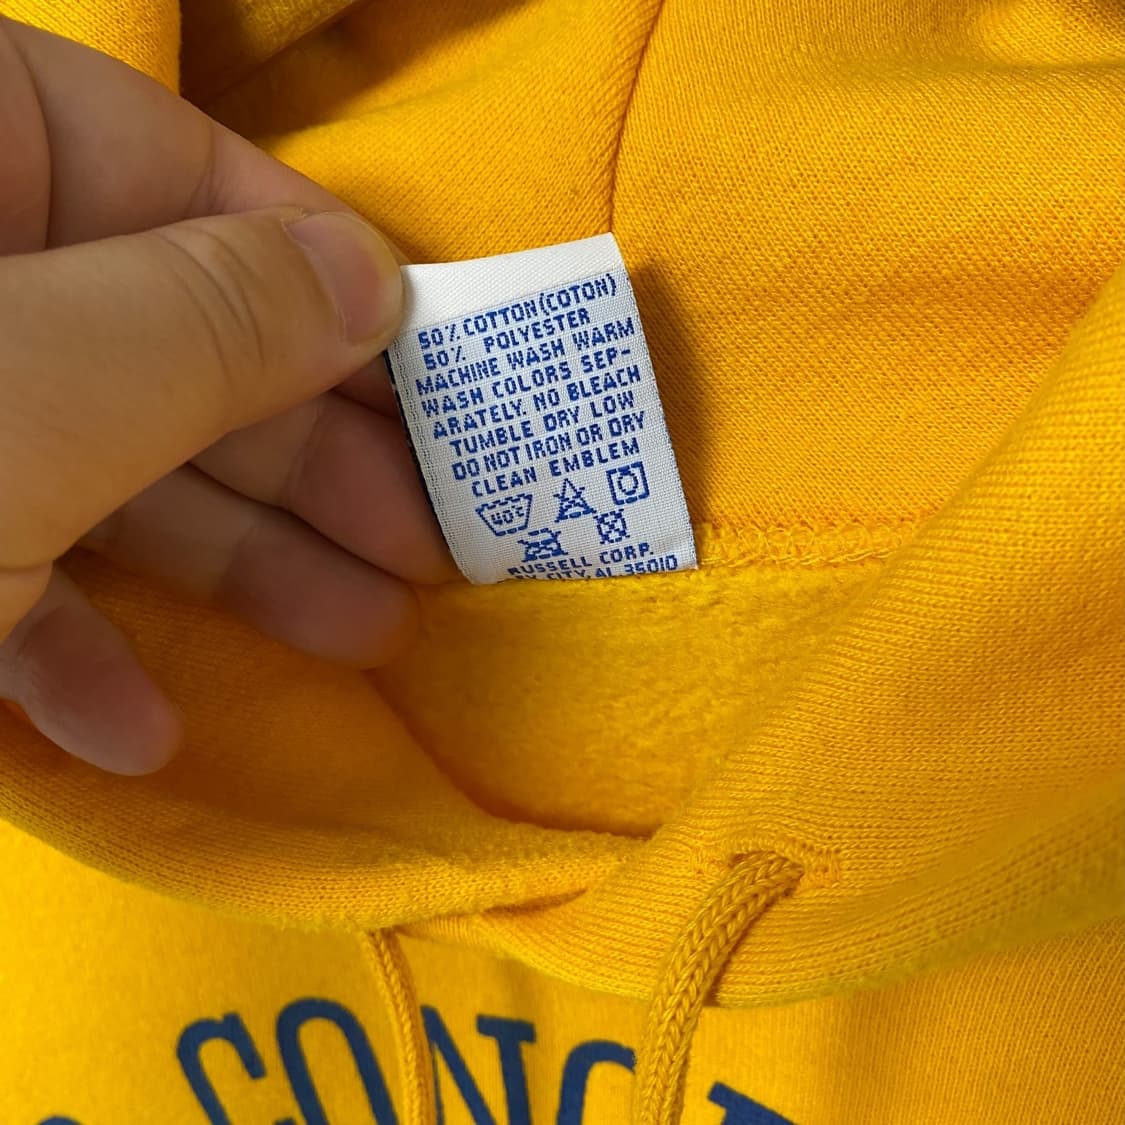 50% COTTON (COTON)
50% POLYESTER
MACHINE WASH WARM
WASH COLORS SEP-
ARATELY. NO BLEACH
TUMBLE DRY LOW
DO NOT IRON OR DRY
CLEAN EMBLEM
40°C
RUSSELL CORP.
CITY, AL 35010